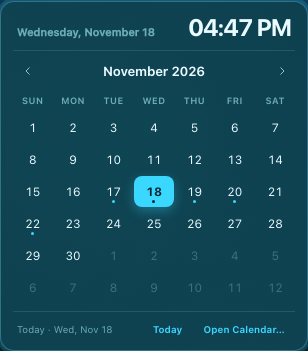 Wednesday, November 18 04:47 PM
November 2026
SUN MON TUE WED THU FRI SAT
1 2 3 4 5 6 7
8 9 10 11 12 13 14
15 16 17 18 19 20 21
22 23 24 25 26 27 28
29 30 1 2 3 4 5
6 7 8 9 10 11 12
Today · Wed, Nov 18 Today Open Calendar...